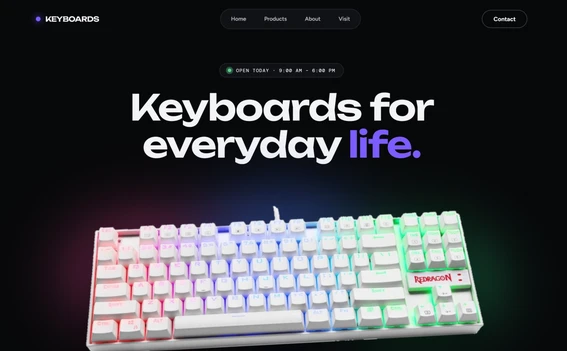 KEYBOARDS
Home Products About Visit
Contact
OPEN TODAY · 9:00 AM – 6:00 PM
Keyboards for
everyday life.
REDRAGON